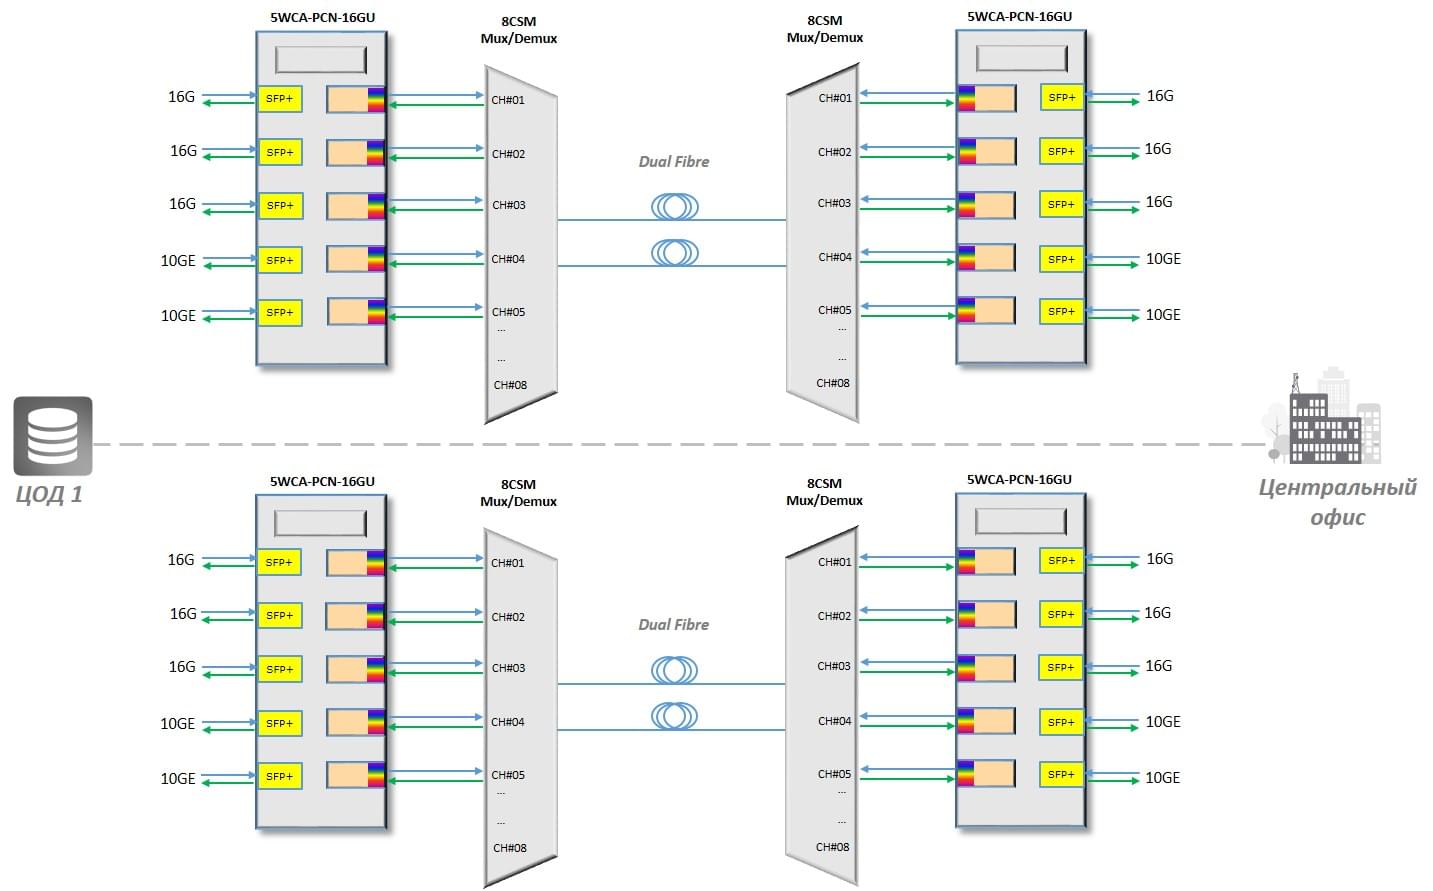 5WCA-PCN-16GU
8CSM
Mux/Demux
8CSM
Mux/Demux
5WCA-PCN-16GU
16G SFP+ CH#01 CH#01 SFP+ 16G
16G SFP+ CH#02 CH#02 SFP+ 16G
Dual Fibre
16G SFP+ CH#03 CH#03 SFP+ 16G
10GE SFP+ CH#04 CH#04 SFP+ 10GE
10GE SFP+ CH#05 CH#05 SFP+ 10GE
... ...
... ...
CH#08 CH#08
ЦОД 1
Центральный
офис
5WCA-PCN-16GU
8CSM
Mux/Demux
8CSM
Mux/Demux
5WCA-PCN-16GU
16G SFP+ CH#01 CH#01 SFP+ 16G
16G SFP+ CH#02 CH#02 SFP+ 16G
Dual Fibre
16G SFP+ CH#03 CH#03 SFP+ 16G
10GE SFP+ CH#04 CH#04 SFP+ 10GE
10GE SFP+ CH#05 CH#05 SFP+ 10GE
... ...
... ...
CH#08 CH#08